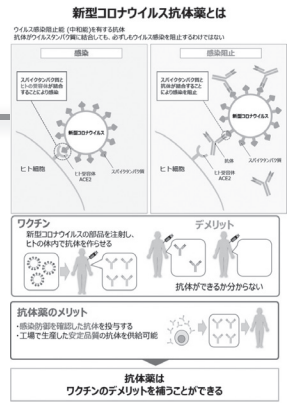 新型コロナウイルス抗体薬とは
ウイルス感染阻止能（中和能）を有する抗体
抗体がウイルスタンパク質に結合しても、必ずしもウイルス感染を阻止するわけではない
感染
スパイクタンパク質と
ヒトの受容体が結合
することにより感染
新型コロナウイルス
ヒト細胞
ヒト受容体
ACE2
スパイクタンパク質
感染阻止
スパイクタンパク質と
抗体が結合すること
により感染を阻止
新型コロナウイルス
抗体
ヒト細胞
ヒト受容体
ACE2
スパイクタンパク質
ワクチン
新型コロナウイルスの部品を注射し、
ヒトの体内で抗体を作らせる
デメリット
抗体ができるか分からない
抗体薬のメリット
・感染防御を確認した抗体を投与する
・工場で生産した安定品質の抗体を供給可能
抗体薬は
ワクチンのデメリットを補うことができる